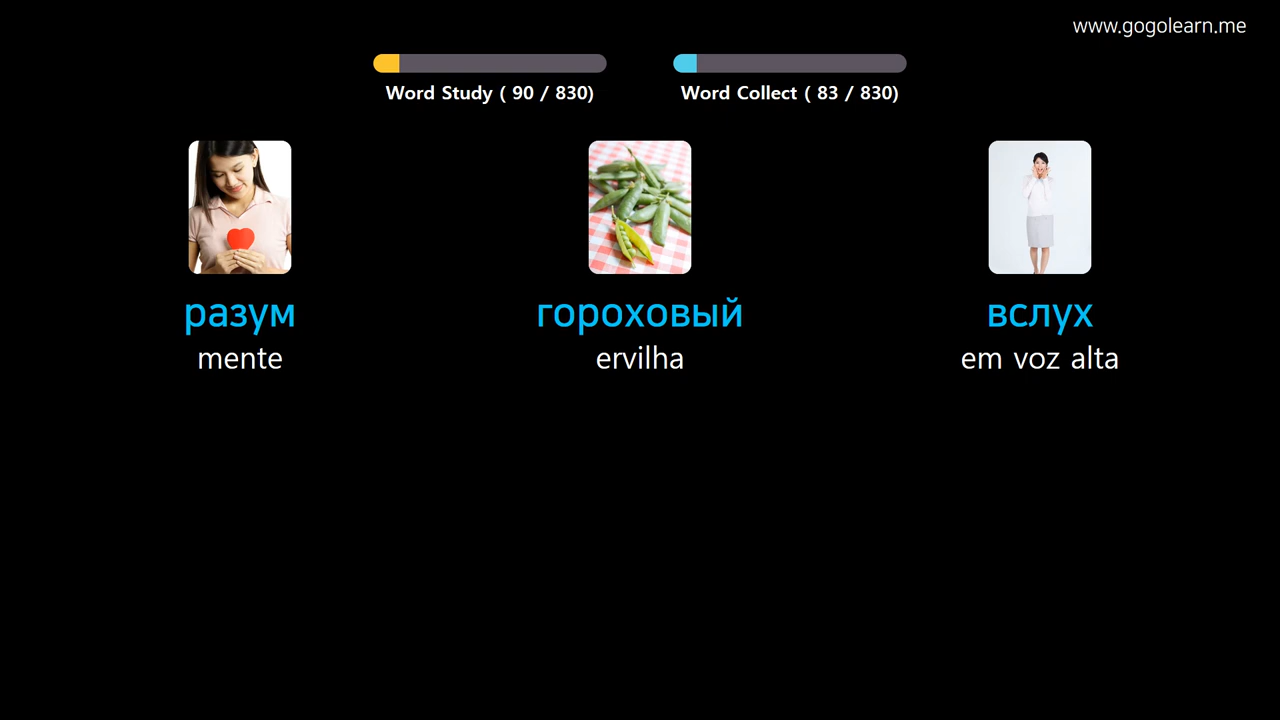 www.gogolearn.me
Word Study ( 90 / 830)
Word Collect ( 83 / 830)
разум
mente
гороховый
ervilha
вслух
em voz alta